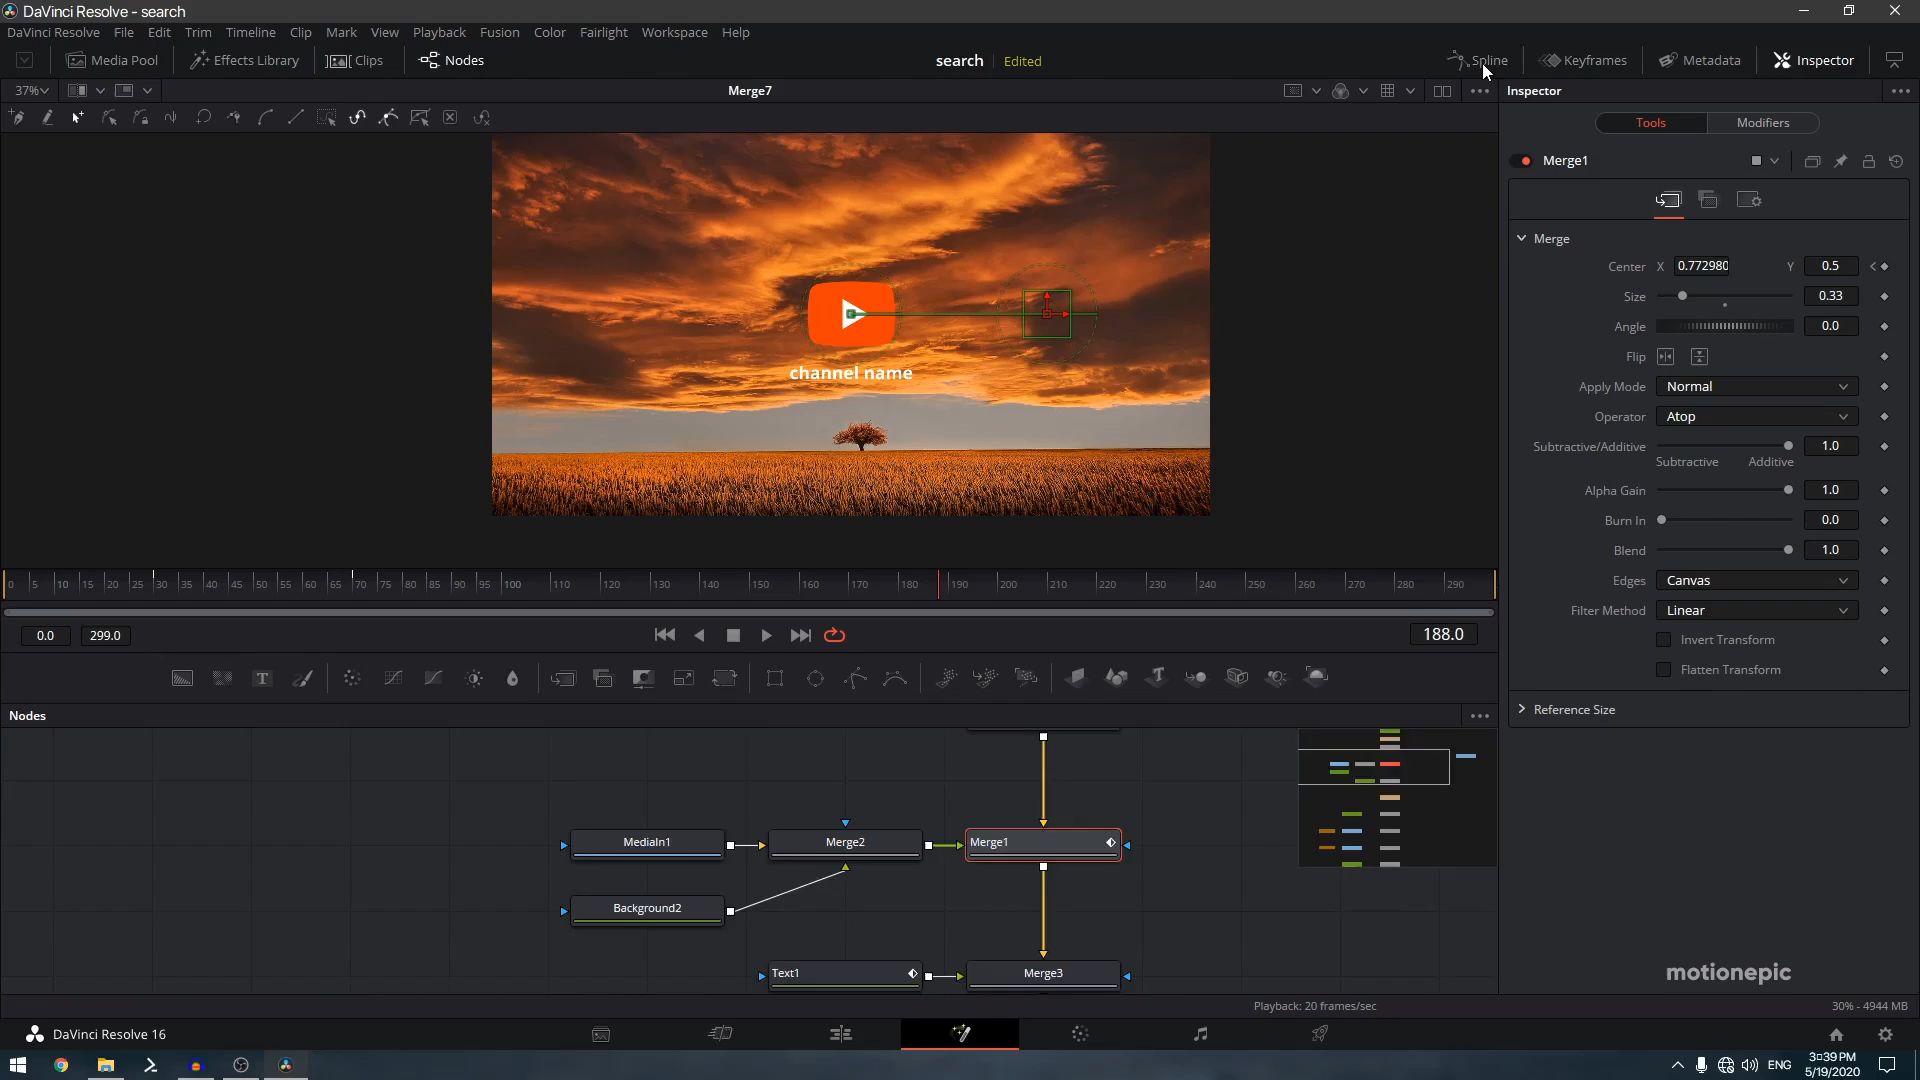 DaVinci Resolve - search
DaVinci Resolve File Edit Trim Timeline Clip Mark View Playback Fusion Color Fairlight Workspace Help
Media Pool Effects Library Clips Nodes search Edited Spline Keyframes Metadata Inspector
37% Merge7 Inspector
Tools Modifiers
Merge1
Merge
Center X 0.772980 Y 0.5
Size 0.33
Angle 0.0
Flip
Apply Mode Normal
Operator Atop
Subtractive/Additive 1.0
Subtractive Additive
Alpha Gain 1.0
Burn In 0.0
Blend 1.0
Edges Canvas
Filter Method Linear
Invert Transform
Flatten Transform
Reference Size
channel name
0 5 10 15 20 25 30 35 40 45 50 55 60 65 70 75 80 85 90 95 100 110 120 130 140 150 160 170 180 190 200 210 220 230 240 250 260 270 280 290
0.0 299.0 188.0
T T
Nodes
MediaIn1 Merge2 Merge1
Background2
Text1 Merge3
motionepic
Playback: 20 frames/sec 30% - 4944 MB
DaVinci Resolve 16
ENG 3:39 PM
5/19/2020